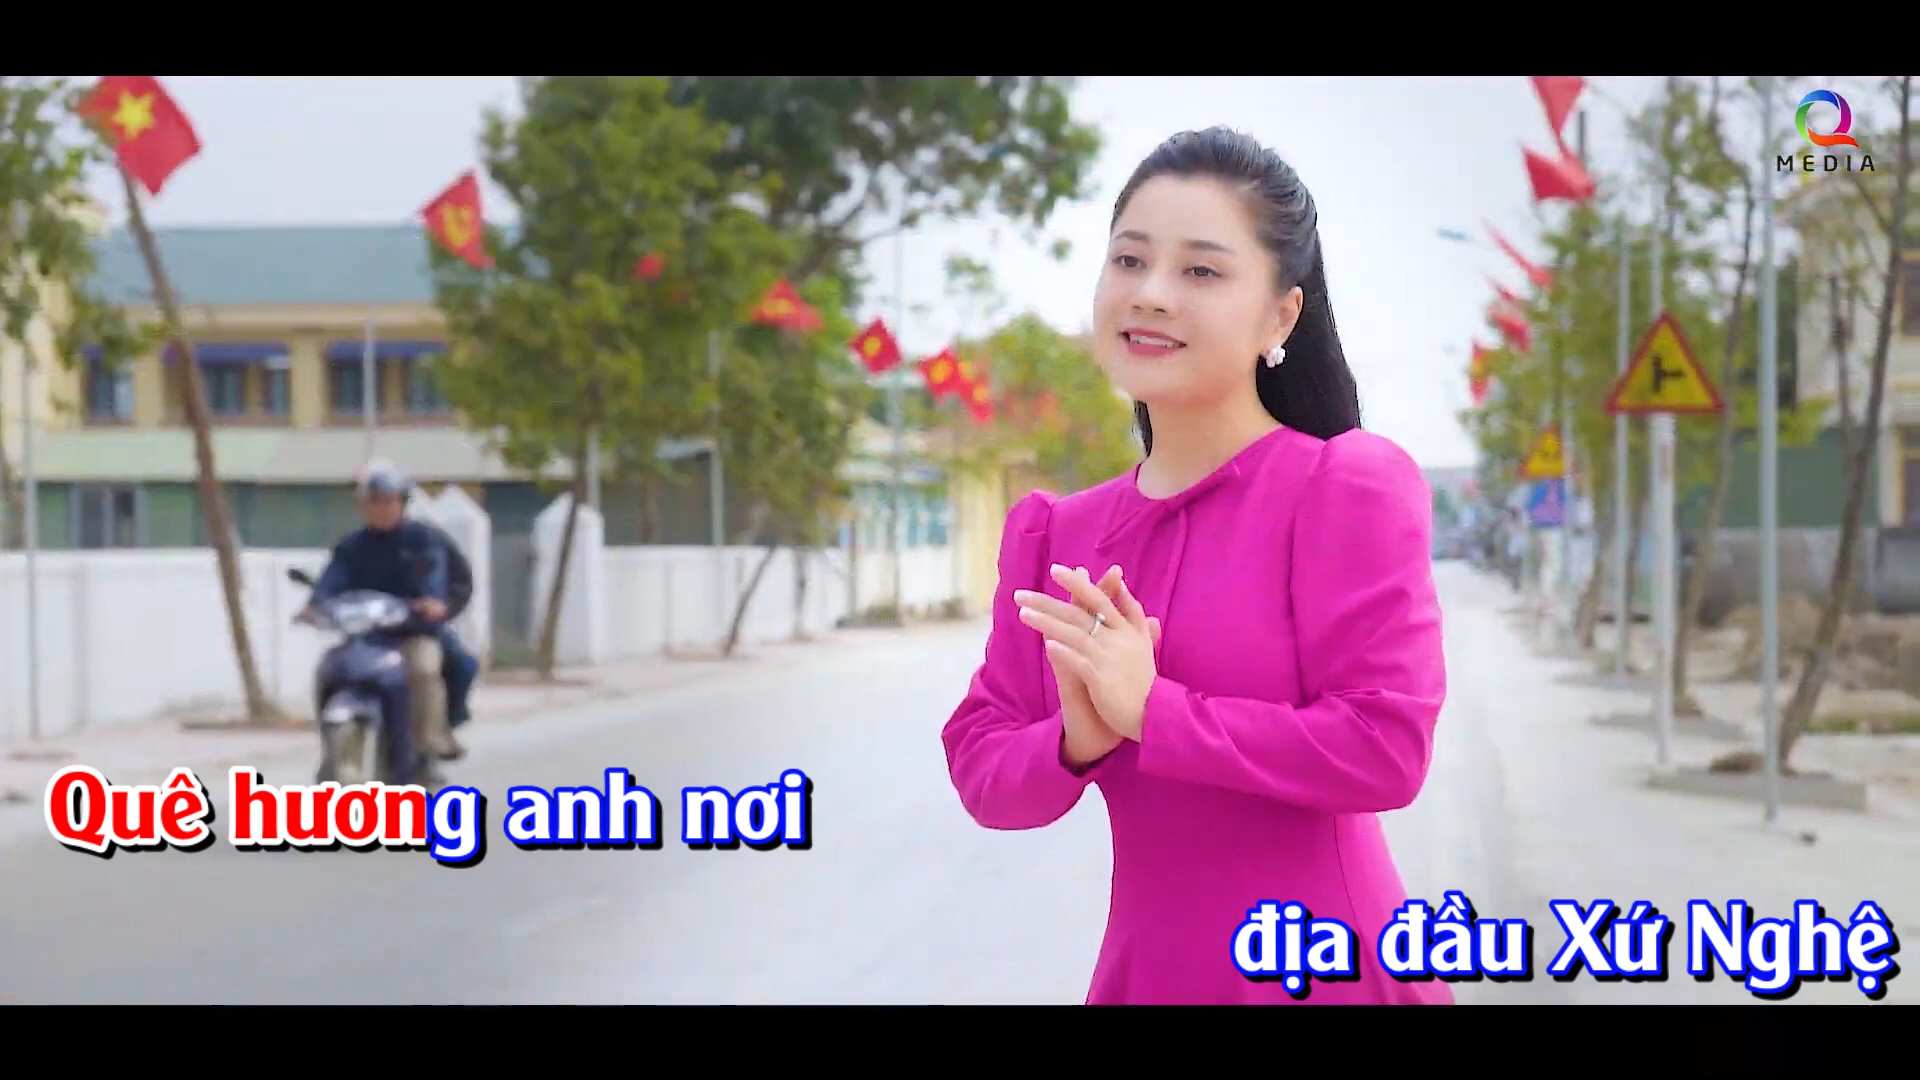 MEDIA
Quê hương anh nơi
địa đầu Xứ Nghệ